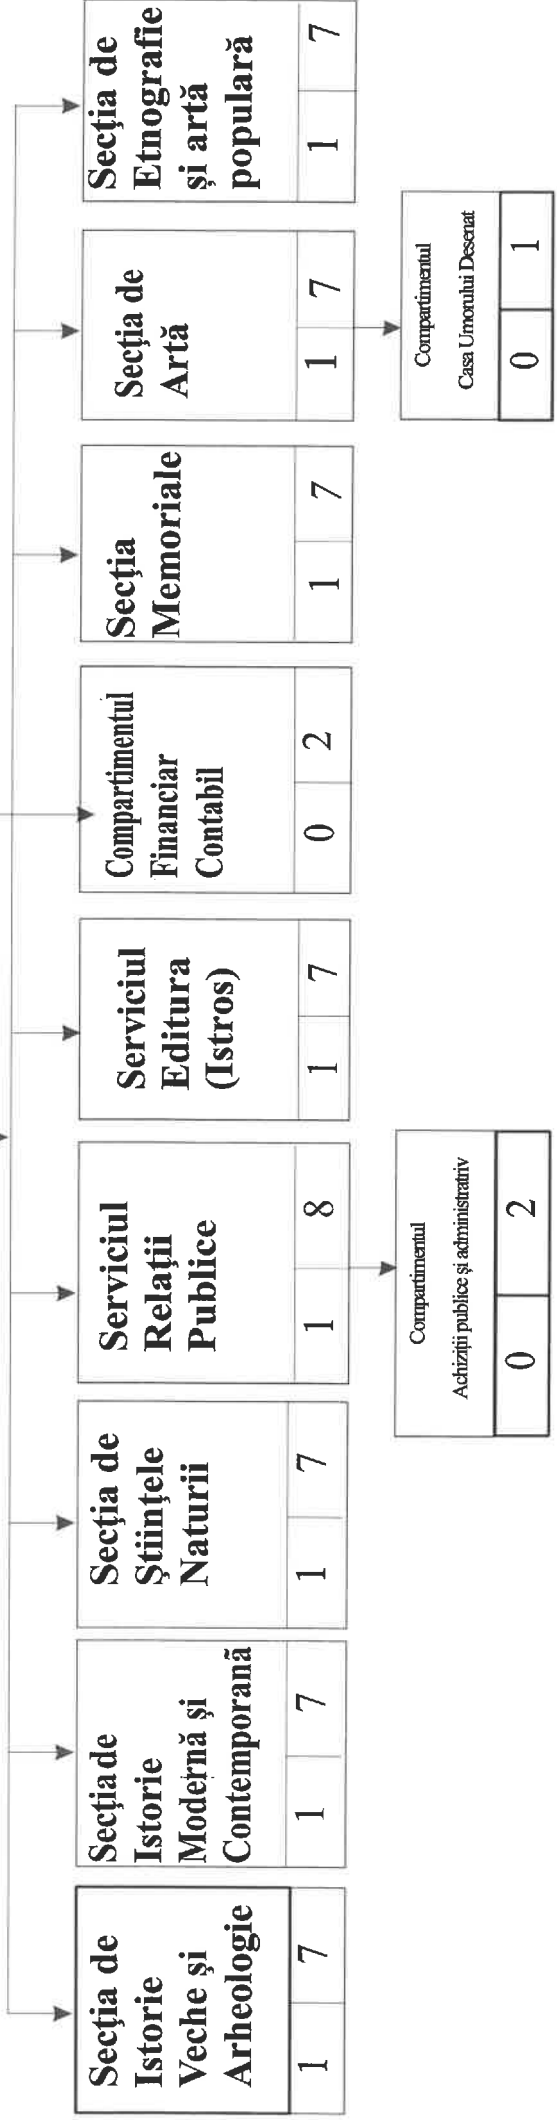 Secția de
Istorie
Veche și
Arheologie
1 7
Secția de
Istorie
Modernă și
Contemporană
1 7
Secția de
Științele
Naturii
1 7
Serviciul
Relații
Publice
1 8
Compartimentul
Achiziții publice și administratriv
0 2
Serviciul
Editura
(Istros)
1 7
Compartimentul
Financiar
Contabil
0 2
Secția
Memoriale
1 7
Secția de
Artă
1 7
Compartimentul
Casa Umorului Desenat
0 1
Secția de
Etnografie
și artă
populară
1 7